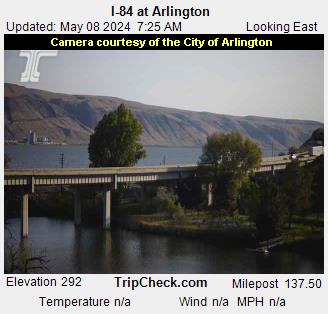 I-84 at Arlington
Updated: May 08 2024 7:25 AM Looking East
Camera courtesy of the City of Arlington
Elevation 292 TripCheck.com Milepost 137.50
Temperature n/a Wind n/a MPH n/a